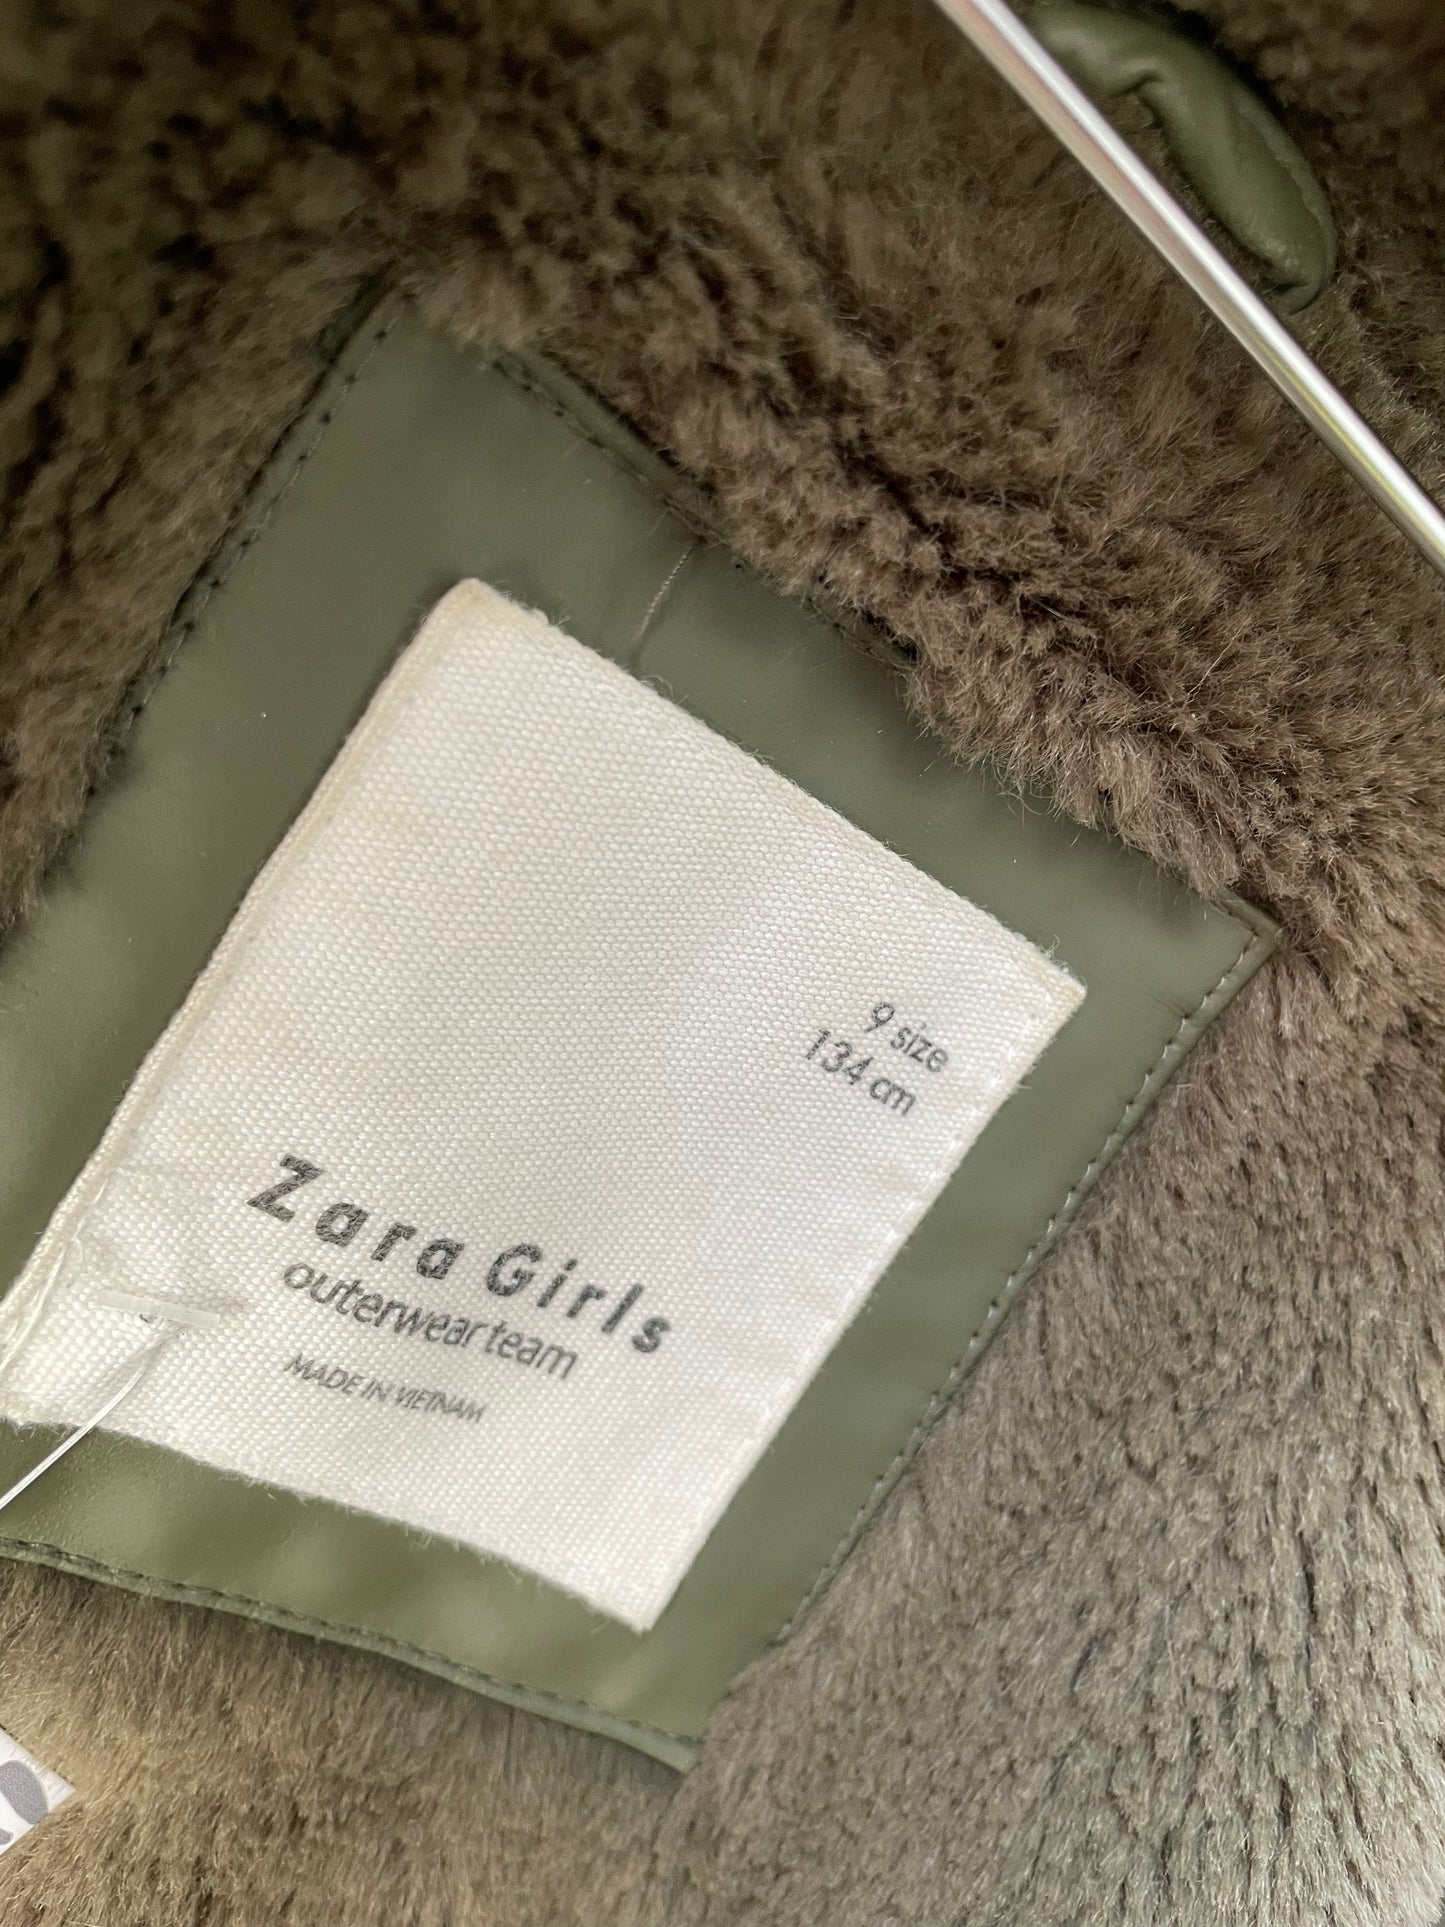 9 size
134 cm
Zara Girls
outerwear team
MADE IN VIETNAM